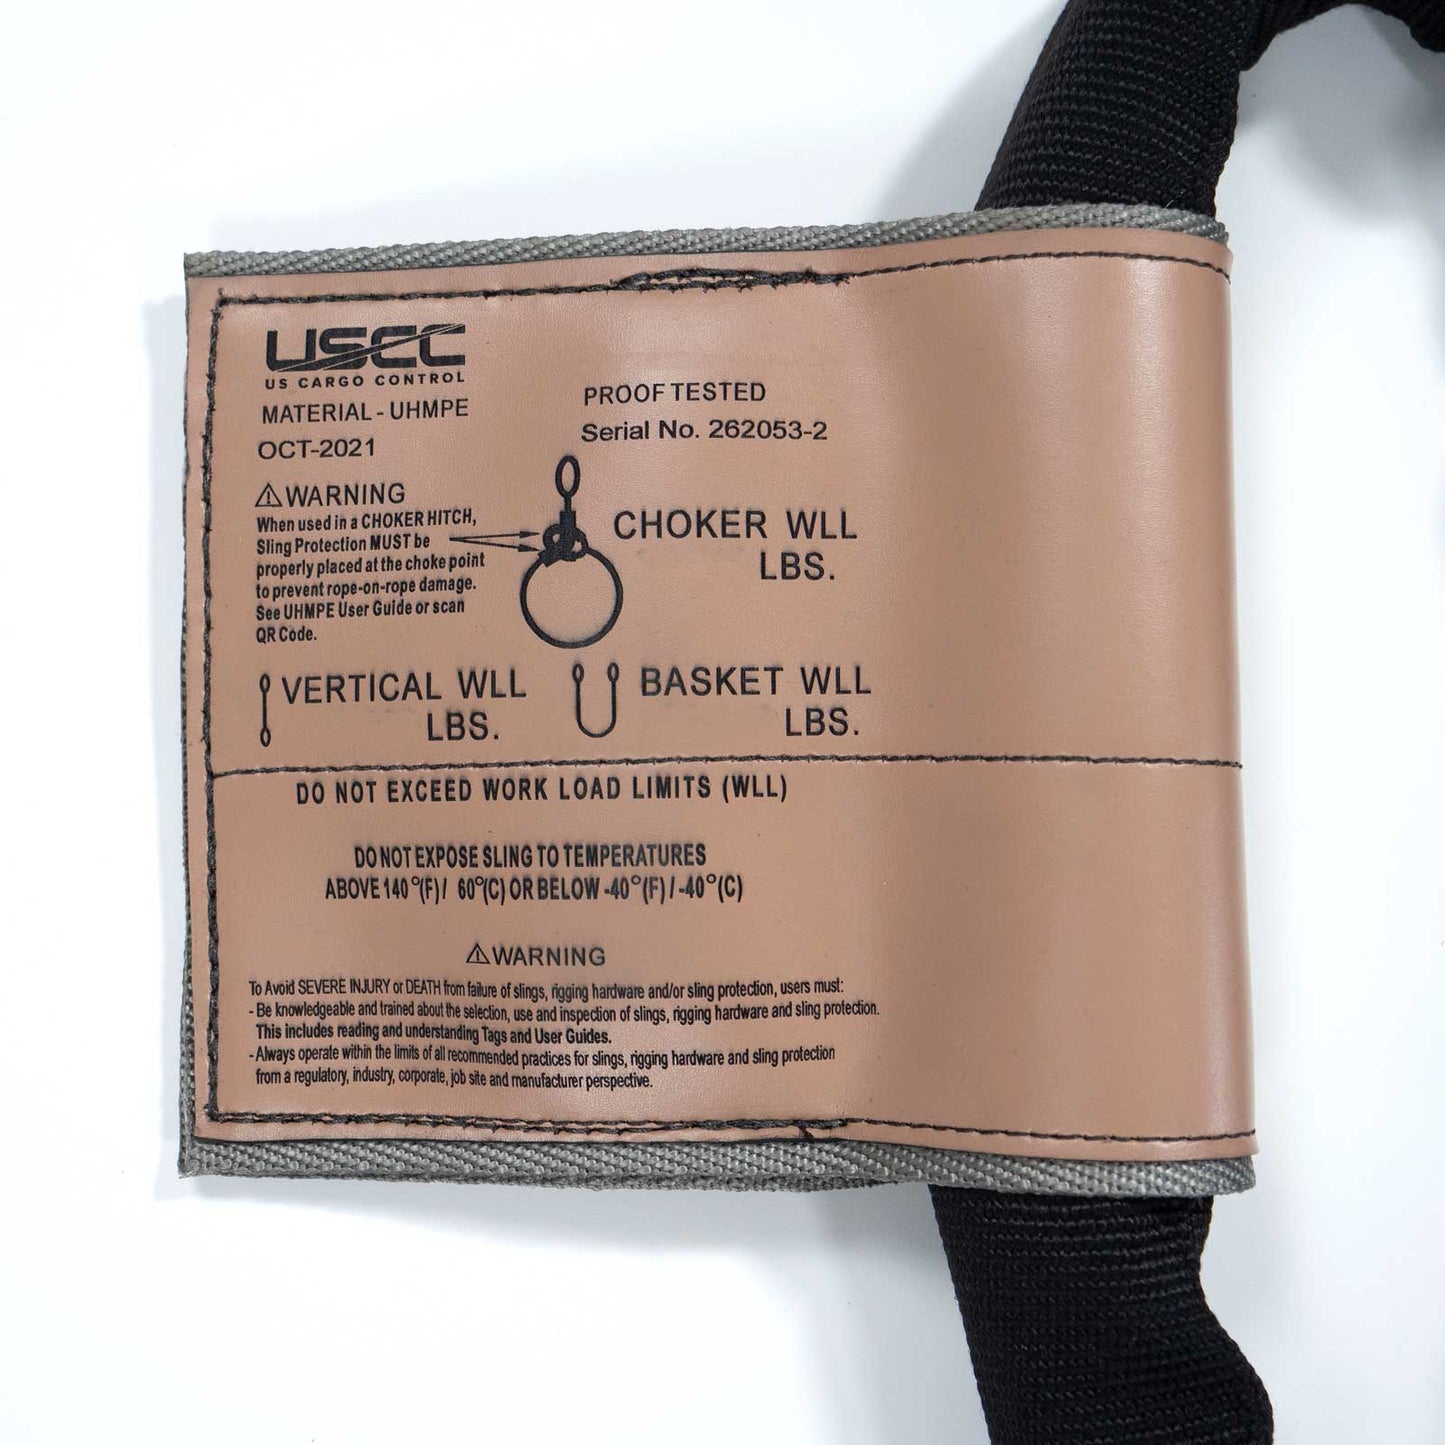 USCC
US CARGO CONTROL
MATERIAL - UHMPE
OCT-2021
PROOF TESTED
Serial No. 262053-2
⚠WARNING
When used in a CHOKER HITCH,
Sling Protection MUST be
properly placed at the choke point
to prevent rope-on-rope damage.
See UHMPE User Guide or scan
QR Code.
CHOKER WLL
LBS.
VERTICAL WLL
LBS.
BASKET WLL
LBS.
DO NOT EXCEED WORK LOAD LIMITS (WLL)
DO NOT EXPOSE SLING TO TEMPERATURES
ABOVE 140 °(F) / 60°(C) OR BELOW -40°(F) / -40°(C)
⚠WARNING
To Avoid SEVERE INJURY or DEATH from failure of slings, rigging hardware and/or sling protection, users must:
- Be knowledgeable and trained about the selection, use and inspection of slings, rigging hardware and sling protection.
This includes reading and understanding Tags and User Guides.
- Always operate within the limits of all recommended practices for slings, rigging hardware and sling protection
from a regulatory, industry, corporate, job site and manufacturer perspective.